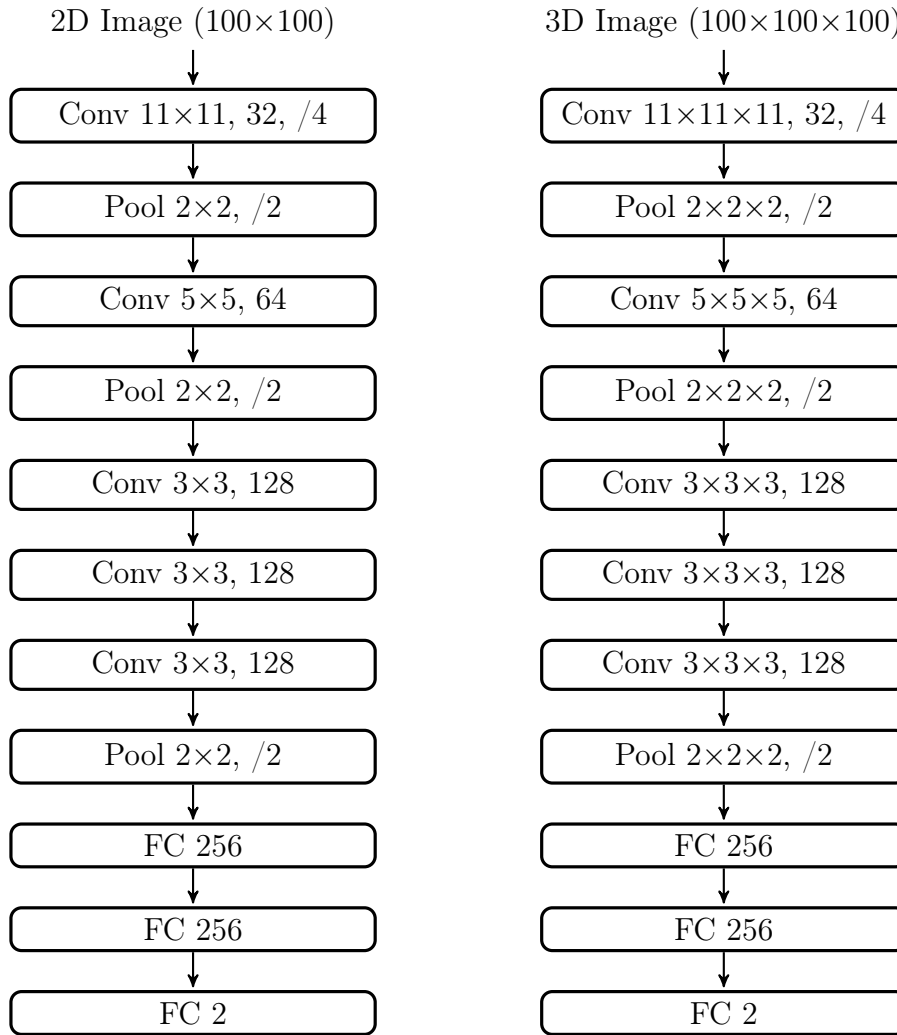 2D Image (100×100)
Conv 11×11, 32, /4
Pool 2×2, /2
Conv 5×5, 64
Pool 2×2, /2
Conv 3×3, 128
Conv 3×3, 128
Conv 3×3, 128
Pool 2×2, /2
FC 256
FC 256
FC 2
3D Image (100×100×100)
Conv 11×11×11, 32, /4
Pool 2×2×2, /2
Conv 5×5×5, 64
Pool 2×2×2, /2
Conv 3×3×3, 128
Conv 3×3×3, 128
Conv 3×3×3, 128
Pool 2×2×2, /2
FC 256
FC 256
FC 2